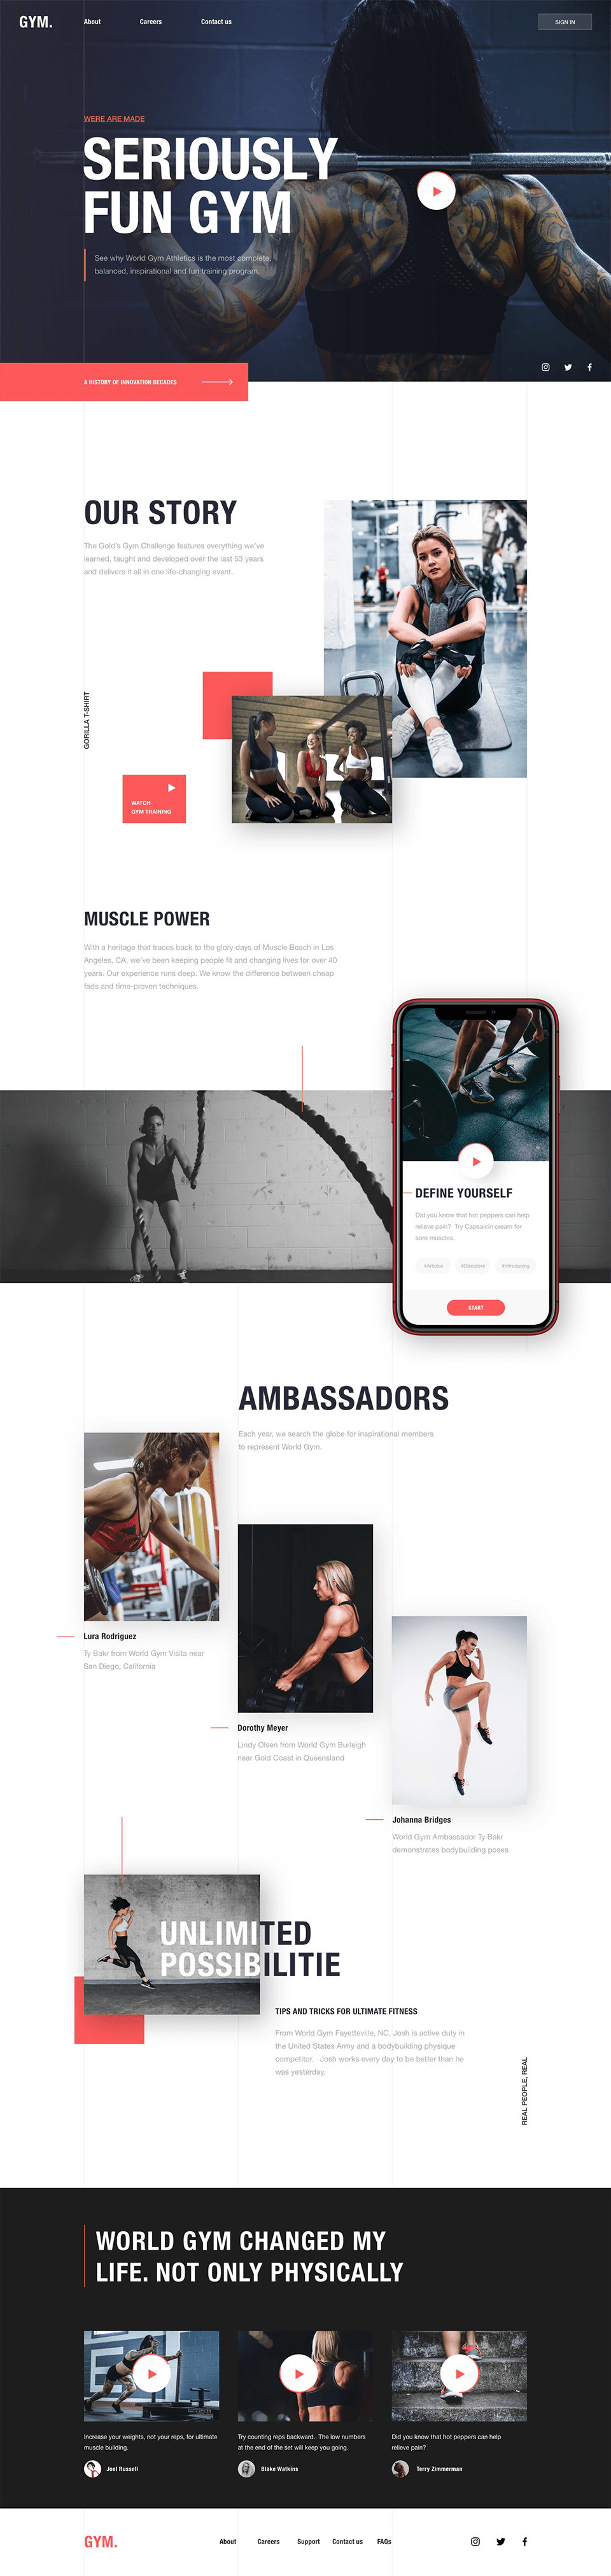 GYM.
About Careers Contact us
SIGN IN
WERE ARE MADE
SERIOUSLY
FUN GYM
See why World Gym Athletics is the most complete,
balanced, inspirational and fun training program.
A HISTORY OF INNOVATION DECADES
OUR STORY
The Gold's Gym Challenge features everything we've
learned, taught and developed over the last 53 years
and delivers it all in one life-changing event.
GORILLA T-SHIRT
WATCH
GYM TRAINING
MUSCLE POWER
With a heritage that traces back to the glory days of Muscle Beach in Los
Angeles, CA, we've been keeping people fit and changing lives for over 40
years. Our experience runs deep. We know the difference between cheap
fads and time-proven techniques.
DEFINE YOURSELF
Did you know that hot peppers can help
relieve pain? Try Capsaicin cream for
sore muscles.
#Articles #Discipline #Introducing
START
AMBASSADORS
Each year, we search the globe for inspirational members
to represent World Gym.
Lura Rodriguez
Ty Bakr from World Gym Visita near
San Diego, California
Dorothy Meyer
Lindy Olsen from World Gym Burleigh
near Gold Coast in Queensland
Johanna Bridges
World Gym Ambassador Ty Bakr
demonstrates bodybuilding poses
UNLIMITED
POSSIBILITIE
TIPS AND TRICKS FOR ULTIMATE FITNESS
From World Gym Fayetteville, NC, Josh is active duty in
the United States Army and a bodybuilding physique
competitor. Josh works every day to be better than he
was yesterday.
REAL PEOPLE, REAL
WORLD GYM CHANGED MY
LIFE. NOT ONLY PHYSICALLY
Increase your weights, not your reps, for ultimate
muscle building.
Joel Russell
Try counting reps backward. The low numbers
at the end of the set will keep you going.
Blake Watkins
Did you know that hot peppers can help
relieve pain?
Terry Zimmerman
GYM.
About Careers Support Contact us FAQs